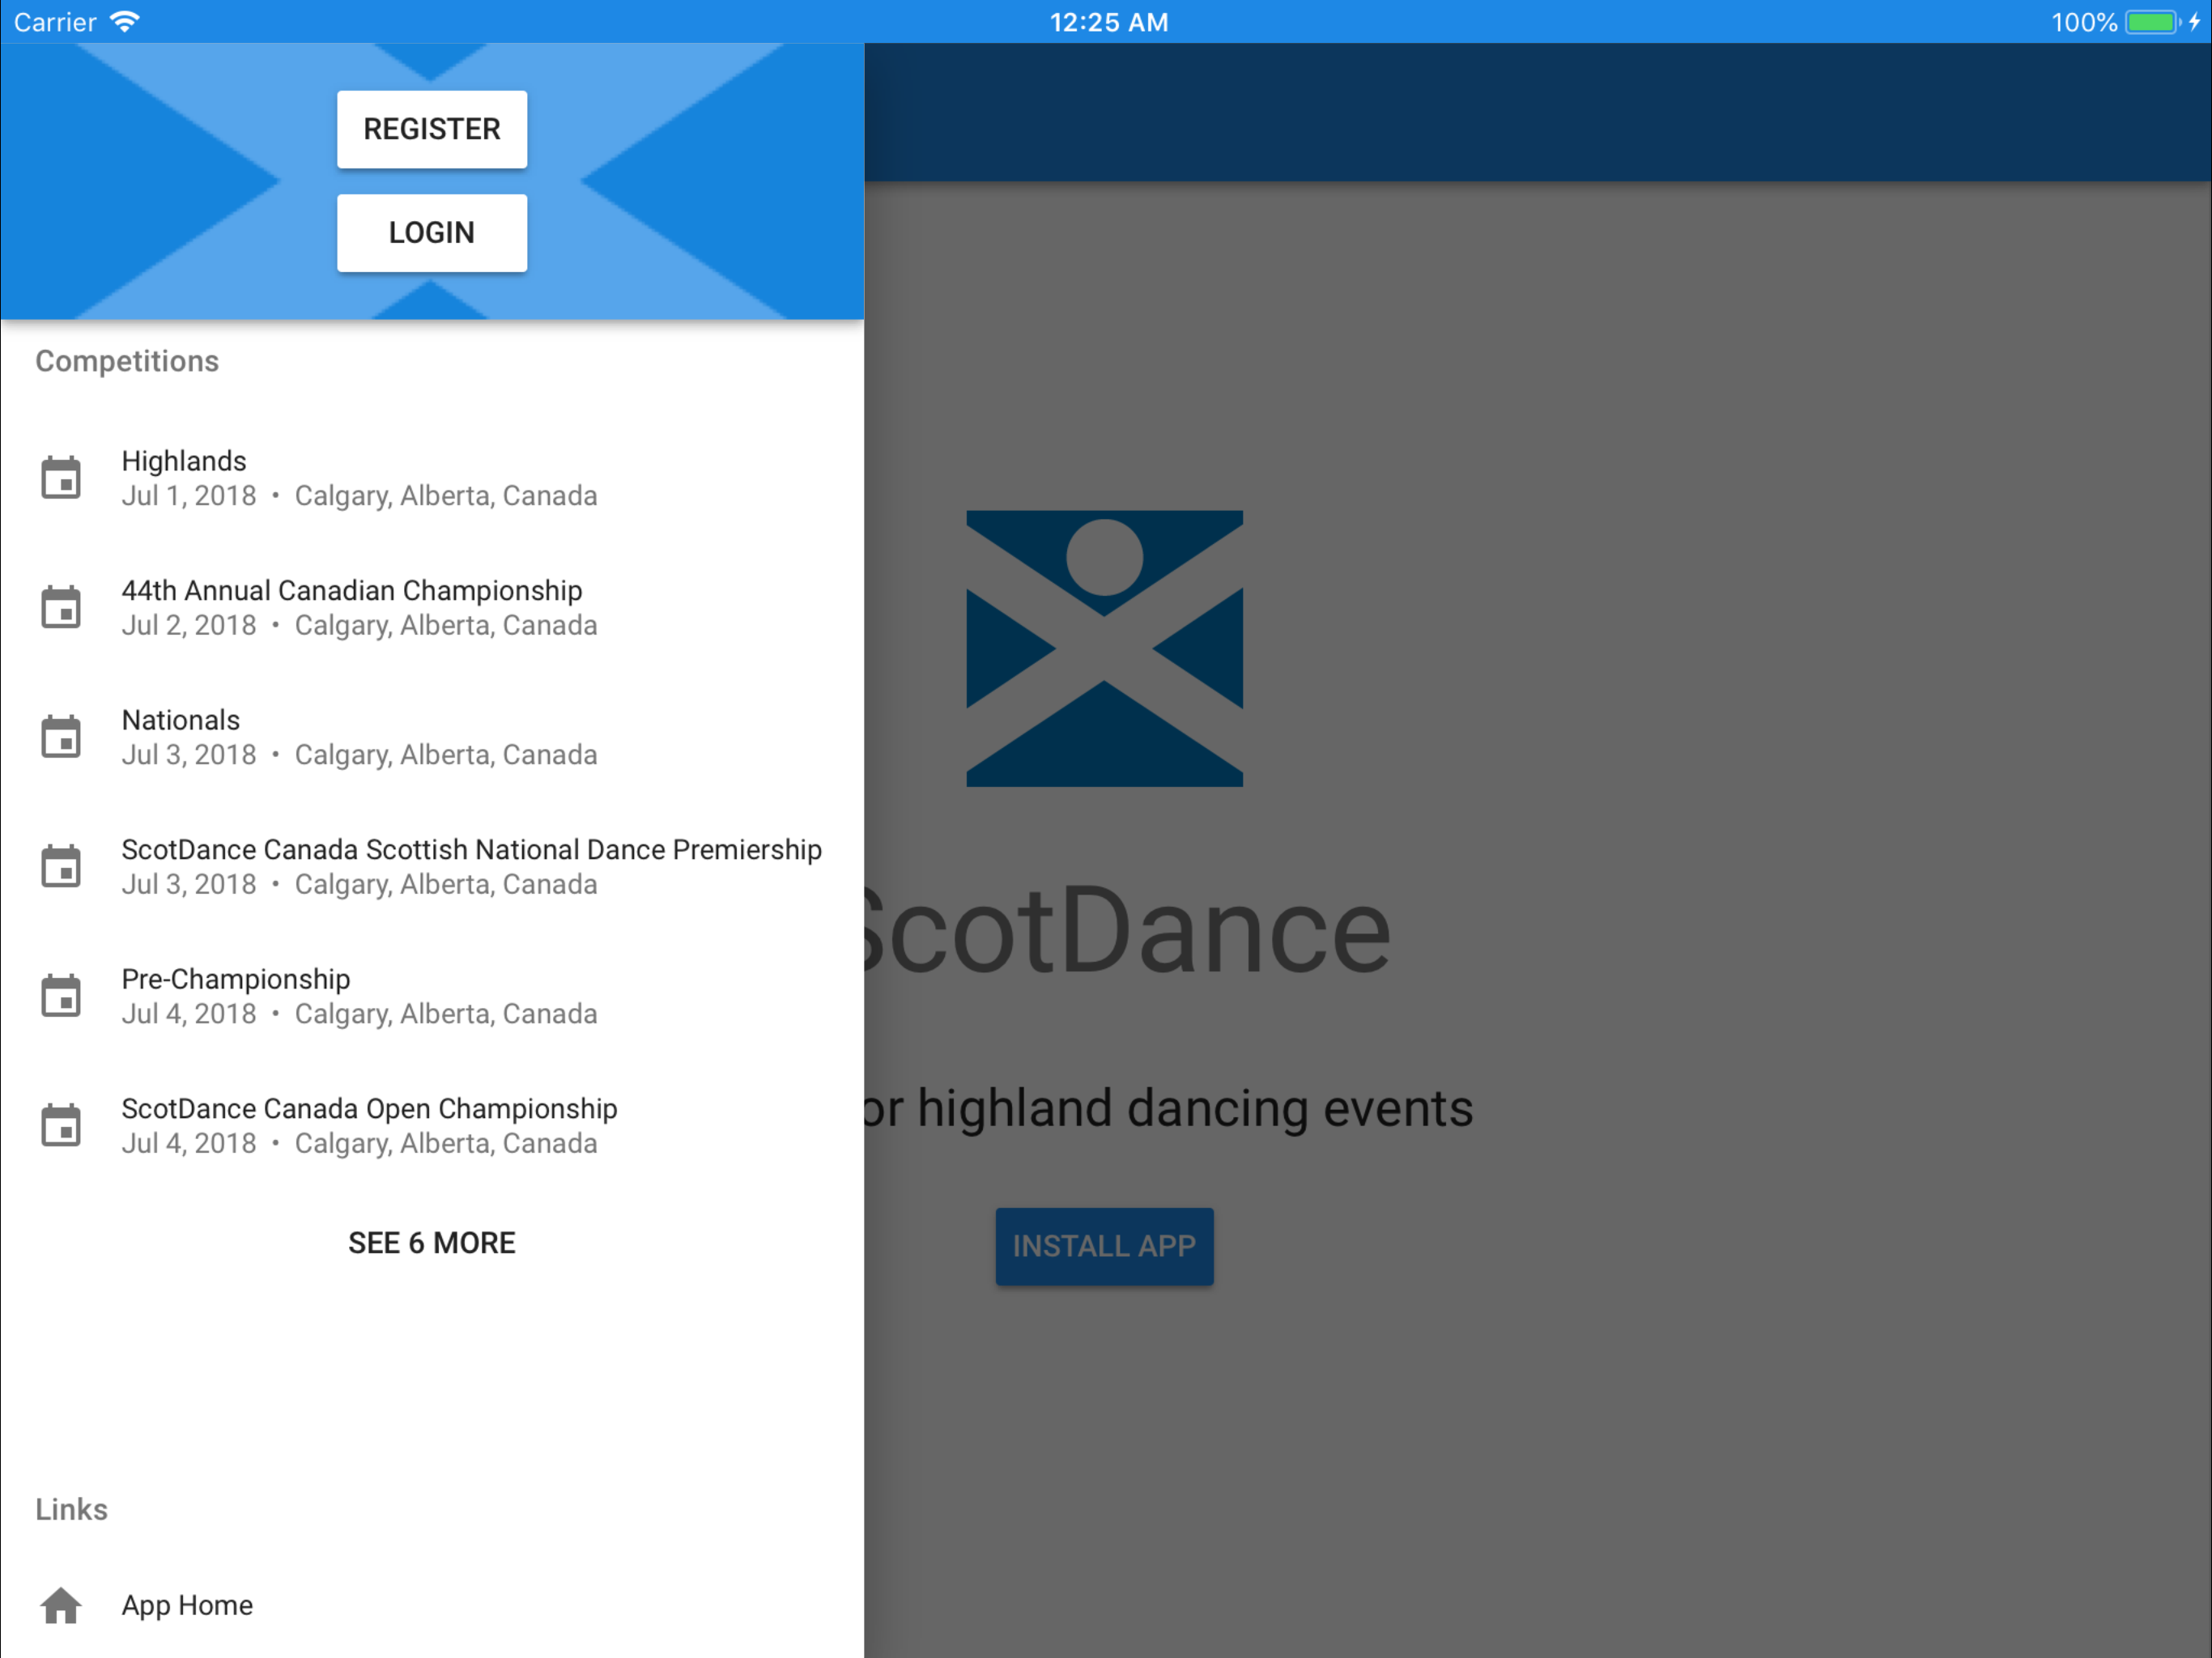 Carrier
12:25 AM
100%
REGISTER
LOGIN
Competitions
Highlands
Jul 1, 2018 • Calgary, Alberta, Canada
44th Annual Canadian Championship
Jul 2, 2018 • Calgary, Alberta, Canada
Nationals
Jul 3, 2018 • Calgary, Alberta, Canada
ScotDance Canada Scottish National Dance Premiership
Jul 3, 2018 • Calgary, Alberta, Canada
Pre-Championship
Jul 4, 2018 • Calgary, Alberta, Canada
ScotDance Canada Open Championship
Jul 4, 2018 • Calgary, Alberta, Canada
SEE 6 MORE
Links
App Home
ScotDance
or highland dancing events
INSTALL APP